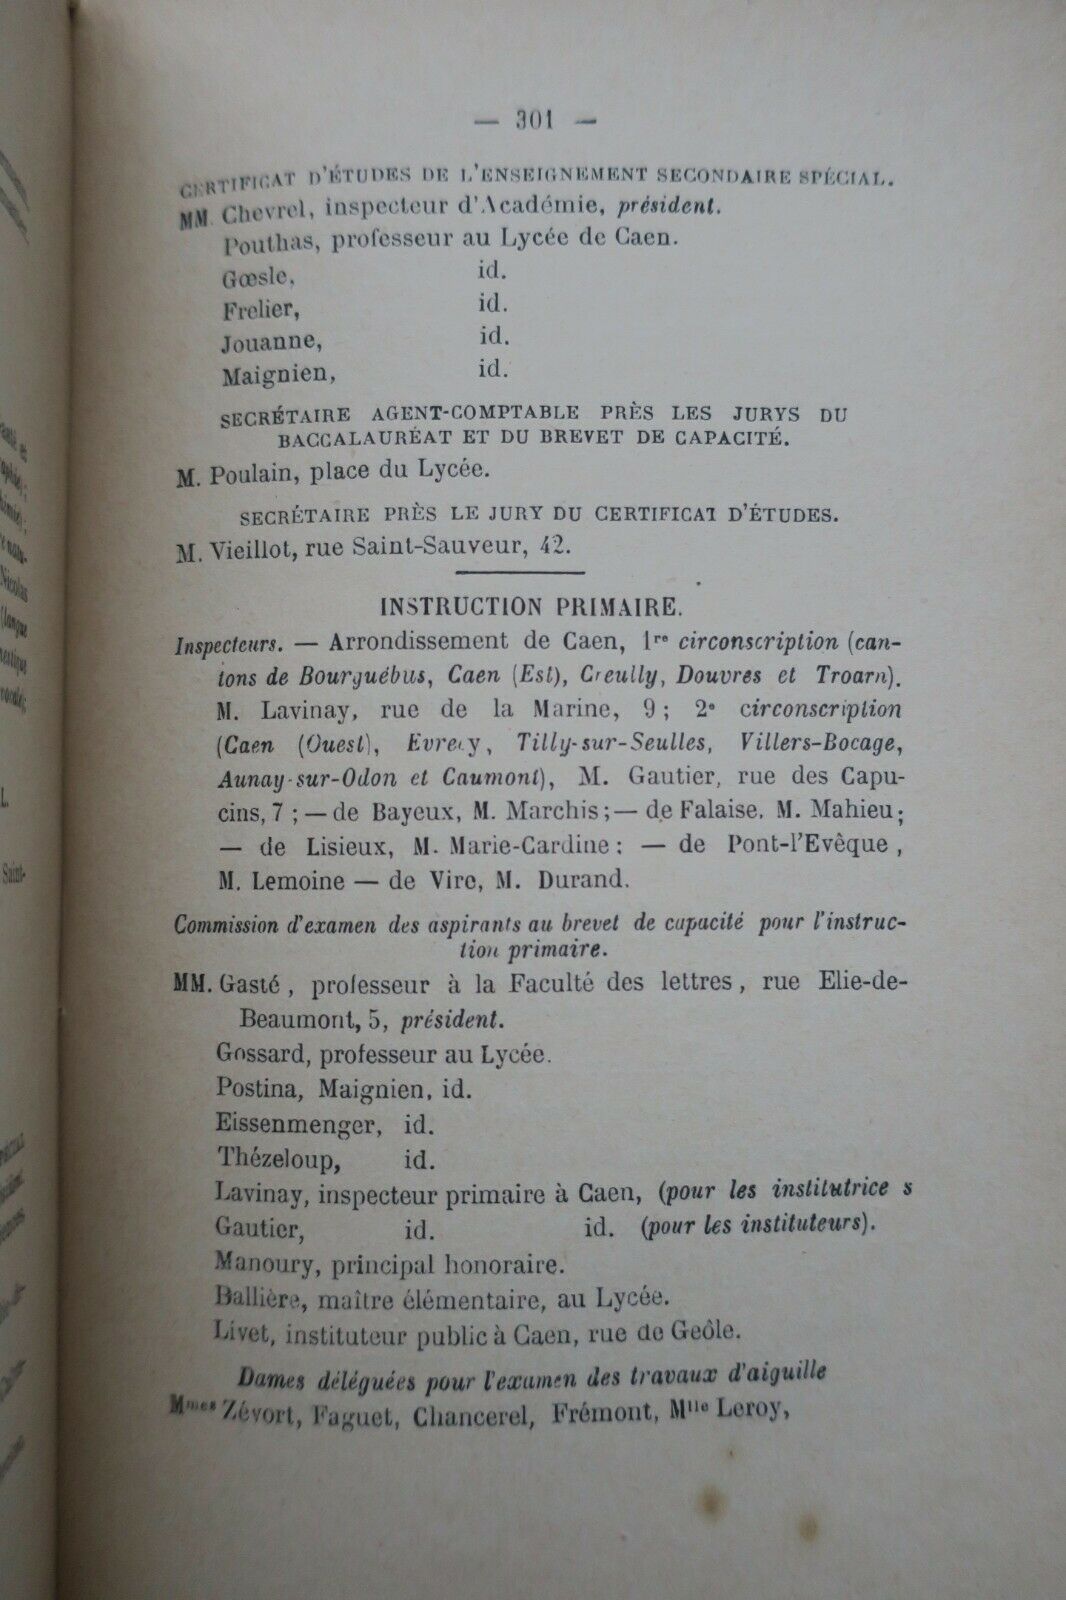 — 301 —
CERTIFICAT D'ÉTUDES DE L'ENSEIGNEMENT SECONDAIRE SPÉCIAL.
MM. Chevrel, inspecteur d'Académie, président.
Pouthas, professeur au Lycée de Caen.
Gœsle, id.
Frelier, id.
Jouanne, id.
Maignien, id.
SECRÉTAIRE AGENT-COMPTABLE PRÈS LES JURYS DU
BACCALAURÉAT ET DU BREVET DE CAPACITÉ.
M. Poulain, place du Lycée.
SECRÉTAIRE PRÈS LE JURY DU CERTIFICAT D'ÉTUDES.
M. Vieillot, rue Saint-Sauveur, 42.
INSTRUCTION PRIMAIRE.
Inspecteurs. — Arrondissement de Caen, 1re circonscription (can-
tons de Bourguébus, Caen (Est), Creully, Douvres et Troarn).
M. Lavinay, rue de la Marine, 9 ; 2e circonscription
(Caen (Ouest), Evrecy, Tilly-sur-Seulles, Villers-Bocage,
Aunay-sur-Odon et Caumont), M. Gautier, rue des Capu-
cins, 7 ; — de Bayeux, M. Marchis ; — de Falaise, M. Mahieu ;
— de Lisieux, M. Marie-Cardine ; — de Pont-l'Evêque ,
M. Lemoine — de Vire, M. Durand.
Commission d'examen des aspirants au brevet de capacité pour l'instruc-
tion primaire.
MM. Gasté , professeur à la Faculté des lettres , rue Elie-de-
Beaumont, 5, président.
Gossard, professeur au Lycée.
Postina, Maignien, id.
Eissenmenger, id.
Thézeloup, id.
Lavinay, inspecteur primaire à Caen, (pour les institutrice s
Gautier, id. id. (pour les instituteurs).
Manoury, principal honoraire.
Ballière, maître élémentaire, au Lycée.
Livet, instituteur public à Caen, rue de Geôle.
Dames déléguées pour l'examen des travaux d'aiguille
Mmes Zévort, Faguet, Chancerel, Frémont, Mlle Leroy,